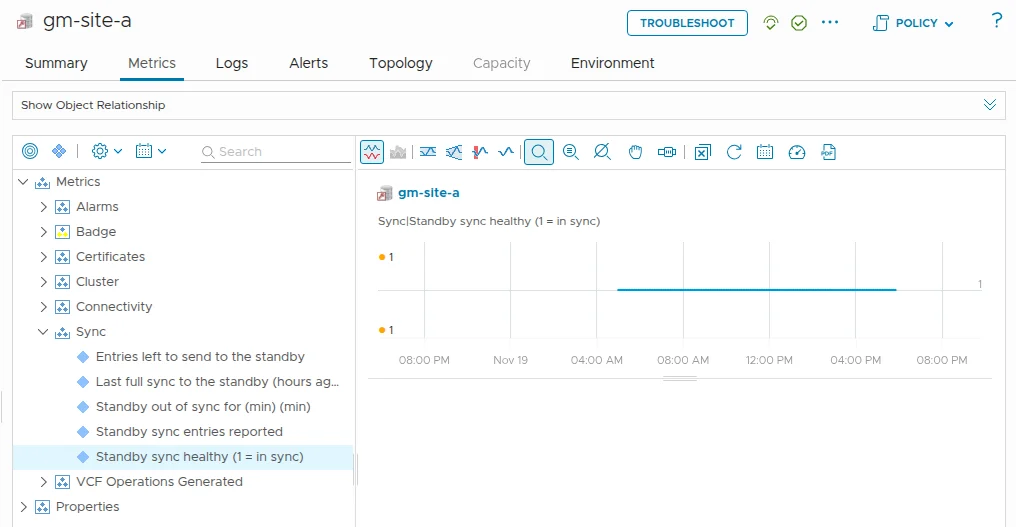 gm-site-a
TROUBLESHOOT
POLICY
?
Summary
Metrics
Logs
Alerts
Topology
Capacity
Environment
Show Object Relationship
Search
Metrics
Alarms
Badge
Certificates
Cluster
Connectivity
Sync
Entries left to send to the standby
Last full sync to the standby (hours ag...
Standby out of sync for (min) (min)
Standby sync entries reported
Standby sync healthy (1 = in sync)
VCF Operations Generated
Properties
PDF
gm-site-a
Sync|Standby sync healthy (1 = in sync)
1
1
1
08:00 PM Nov 19 04:00 AM 08:00 AM 12:00 PM 04:00 PM 08:00 PM